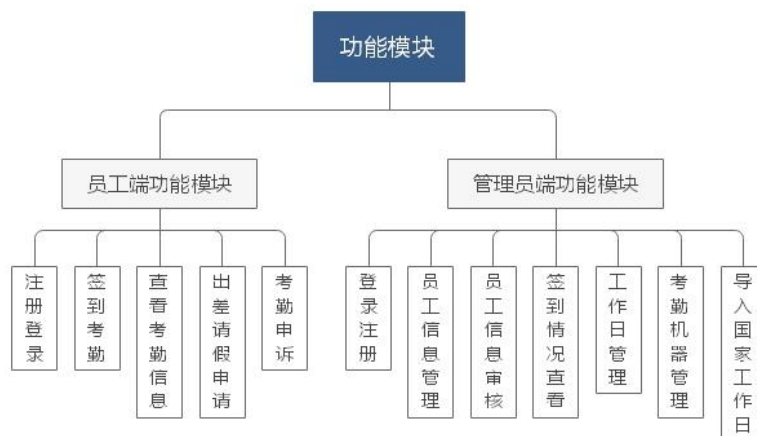 功能模块
员工端功能模块
管理员端功能模块
注册登录
签到考勤
查看考勤信息
出差请假申请
考勤申诉
登录注册
员工信息管理
员工信息审核
签到情况查看
工作日管理
考勤机器管理
导入国家工作日